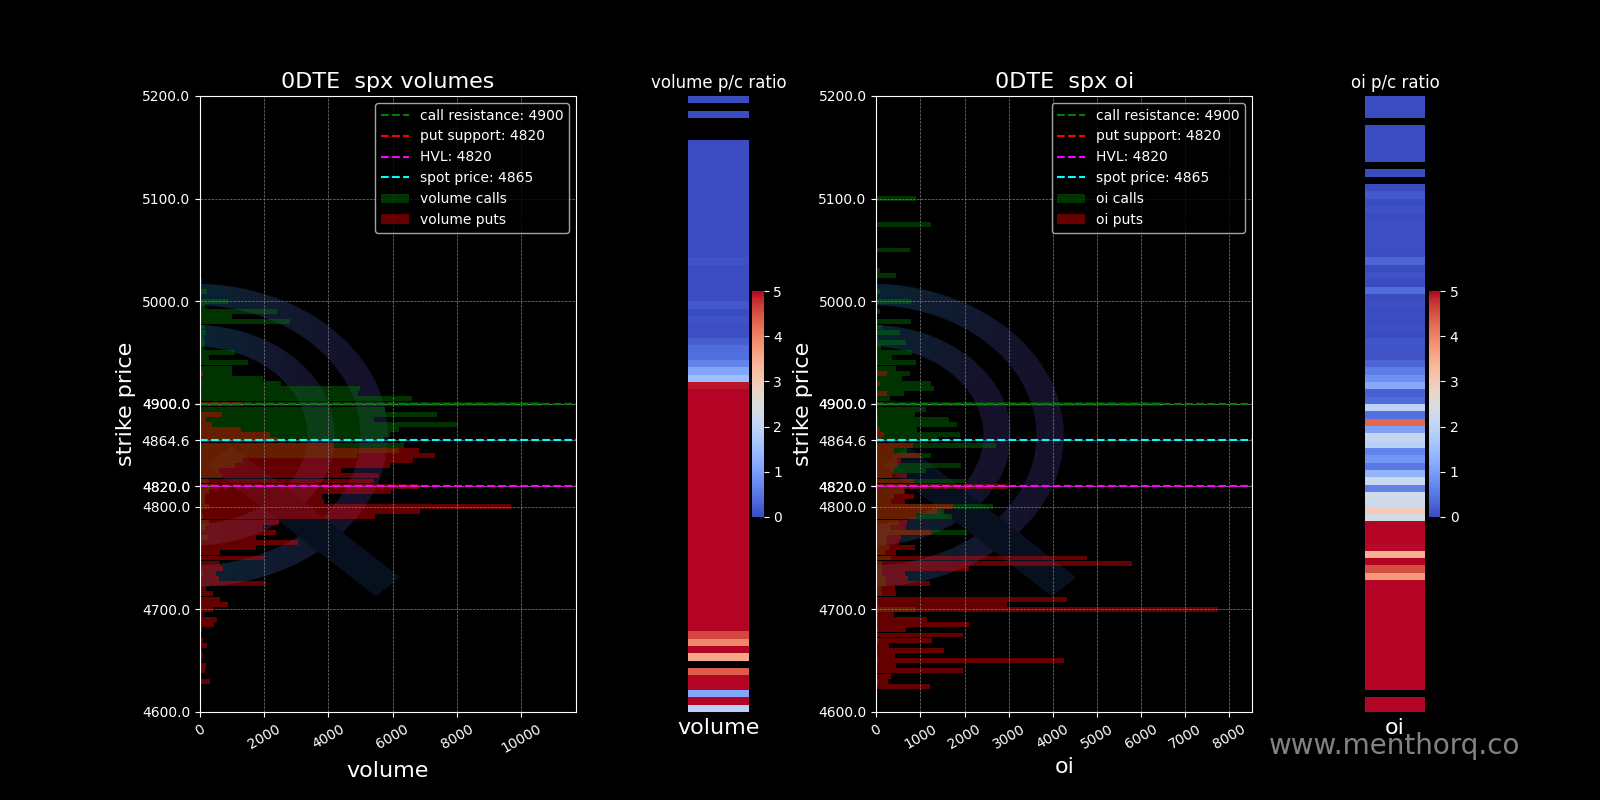 0DTE  spx volumes
5200.0
5100.0
5000.0
4900.0
4864.6
4820.0
4800.0
4700.0
4600.0
strike price
call resistance: 4900
put support: 4820
HVL: 4820
spot price: 4865
volume calls
volume puts
0
2000
4000
6000
8000
10000
volume
volume p/c ratio
5
4
3
2
1
0
volume
0DTE  spx oi
5200.0
5100.0
5000.0
4900.0
4864.6
4820.0
4800.0
4700.0
4600.0
strike price
call resistance: 4900
put support: 4820
HVL: 4820
spot price: 4865
oi calls
oi puts
0
1000
2000
3000
4000
5000
6000
7000
8000
oi
oi p/c ratio
5
4
3
2
1
0
oi
www.menthorq.co